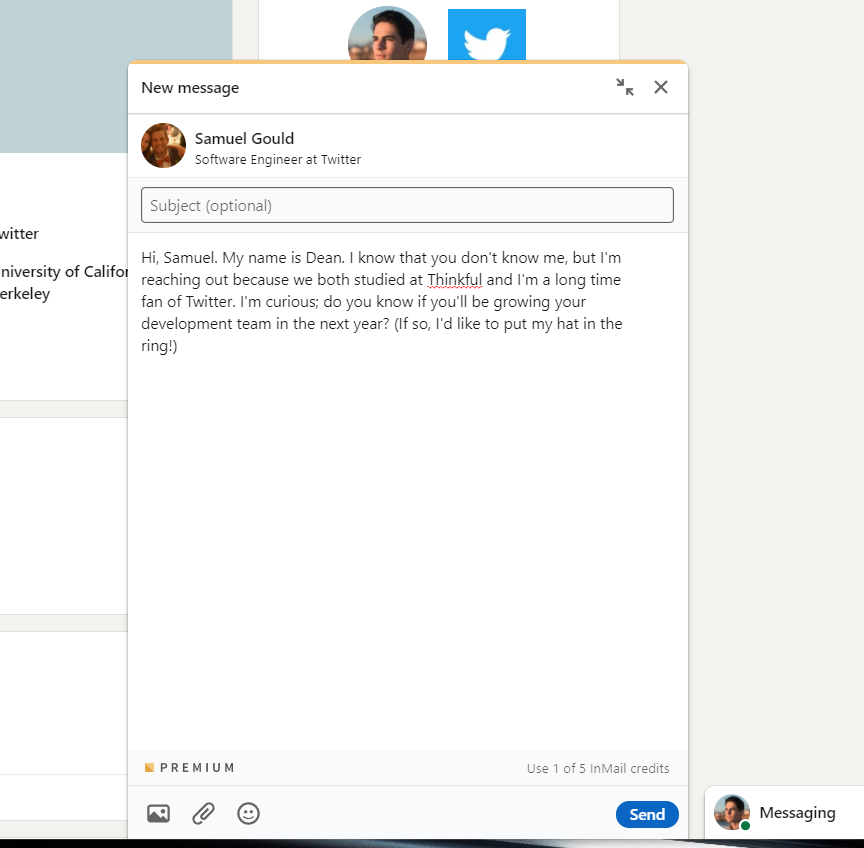 New message
Samuel Gould
Software Engineer at Twitter
Subject (optional)
witter
niversity of Califor
erkeley
Hi, Samuel. My name is Dean. I know that you don't know me, but I'm
reaching out because we both studied at Thinkful and I'm a long time
fan of Twitter. I'm curious; do you know if you'll be growing your
development team in the next year? (If so, I'd like to put my hat in the
ring!)
PREMIUM
Use 1 of 5 InMail credits
Send
Messaging